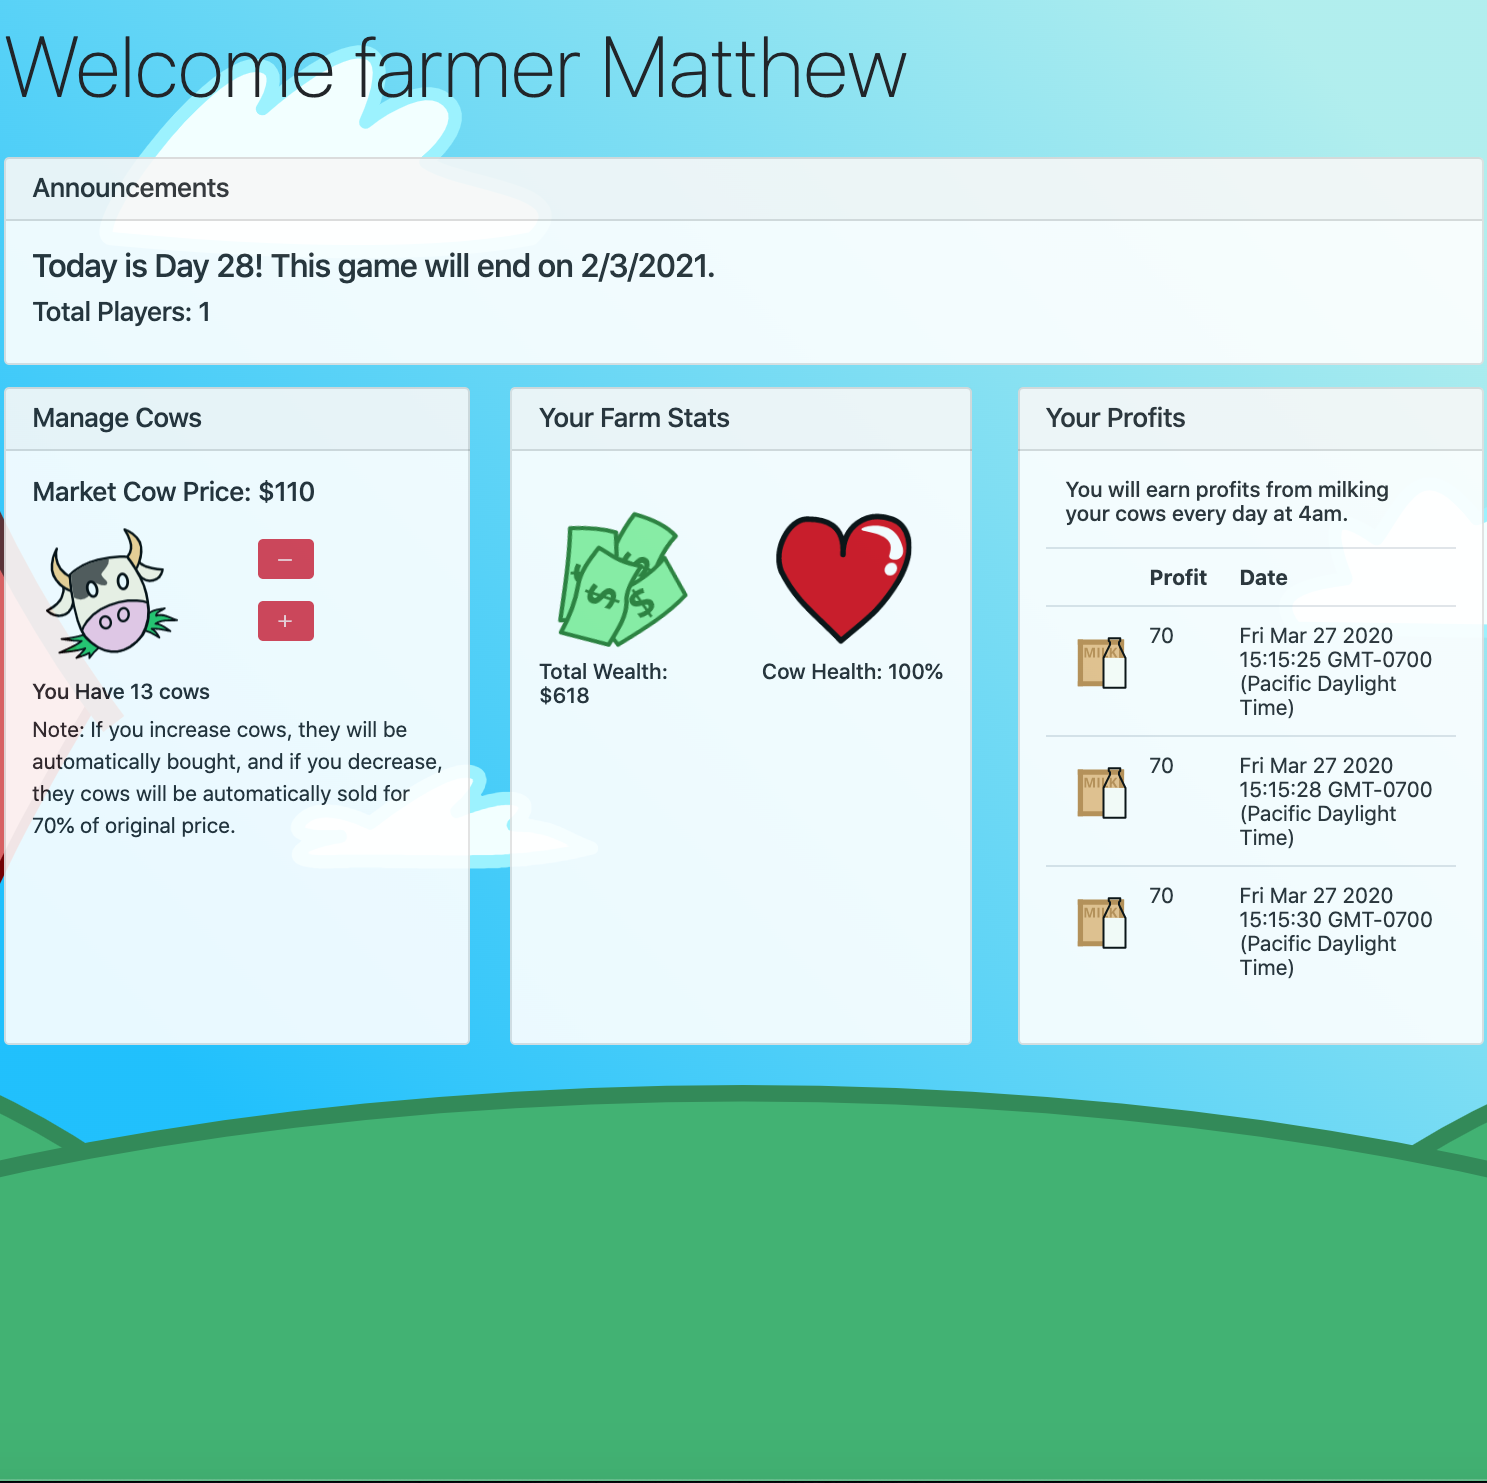 Welcome farmer Matthew
Announcements
Today is Day 28! This game will end on 2/3/2021.
Total Players: 1
Manage Cows
Market Cow Price: $110
–
+
You Have 13 cows
Note: If you increase cows, they will be
automatically bought, and if you decrease,
they cows will be automatically sold for
70% of original price.
Your Farm Stats
$
$
$
Total Wealth:
$618
Cow Health: 100%
Your Profits
You will earn profits from milking
your cows every day at 4am.
Profit Date
MILK
70
Fri Mar 27 2020
15:15:25 GMT-0700
(Pacific Daylight
Time)
MILK
70
Fri Mar 27 2020
15:15:28 GMT-0700
(Pacific Daylight
Time)
MILK
70
Fri Mar 27 2020
15:15:30 GMT-0700
(Pacific Daylight
Time)